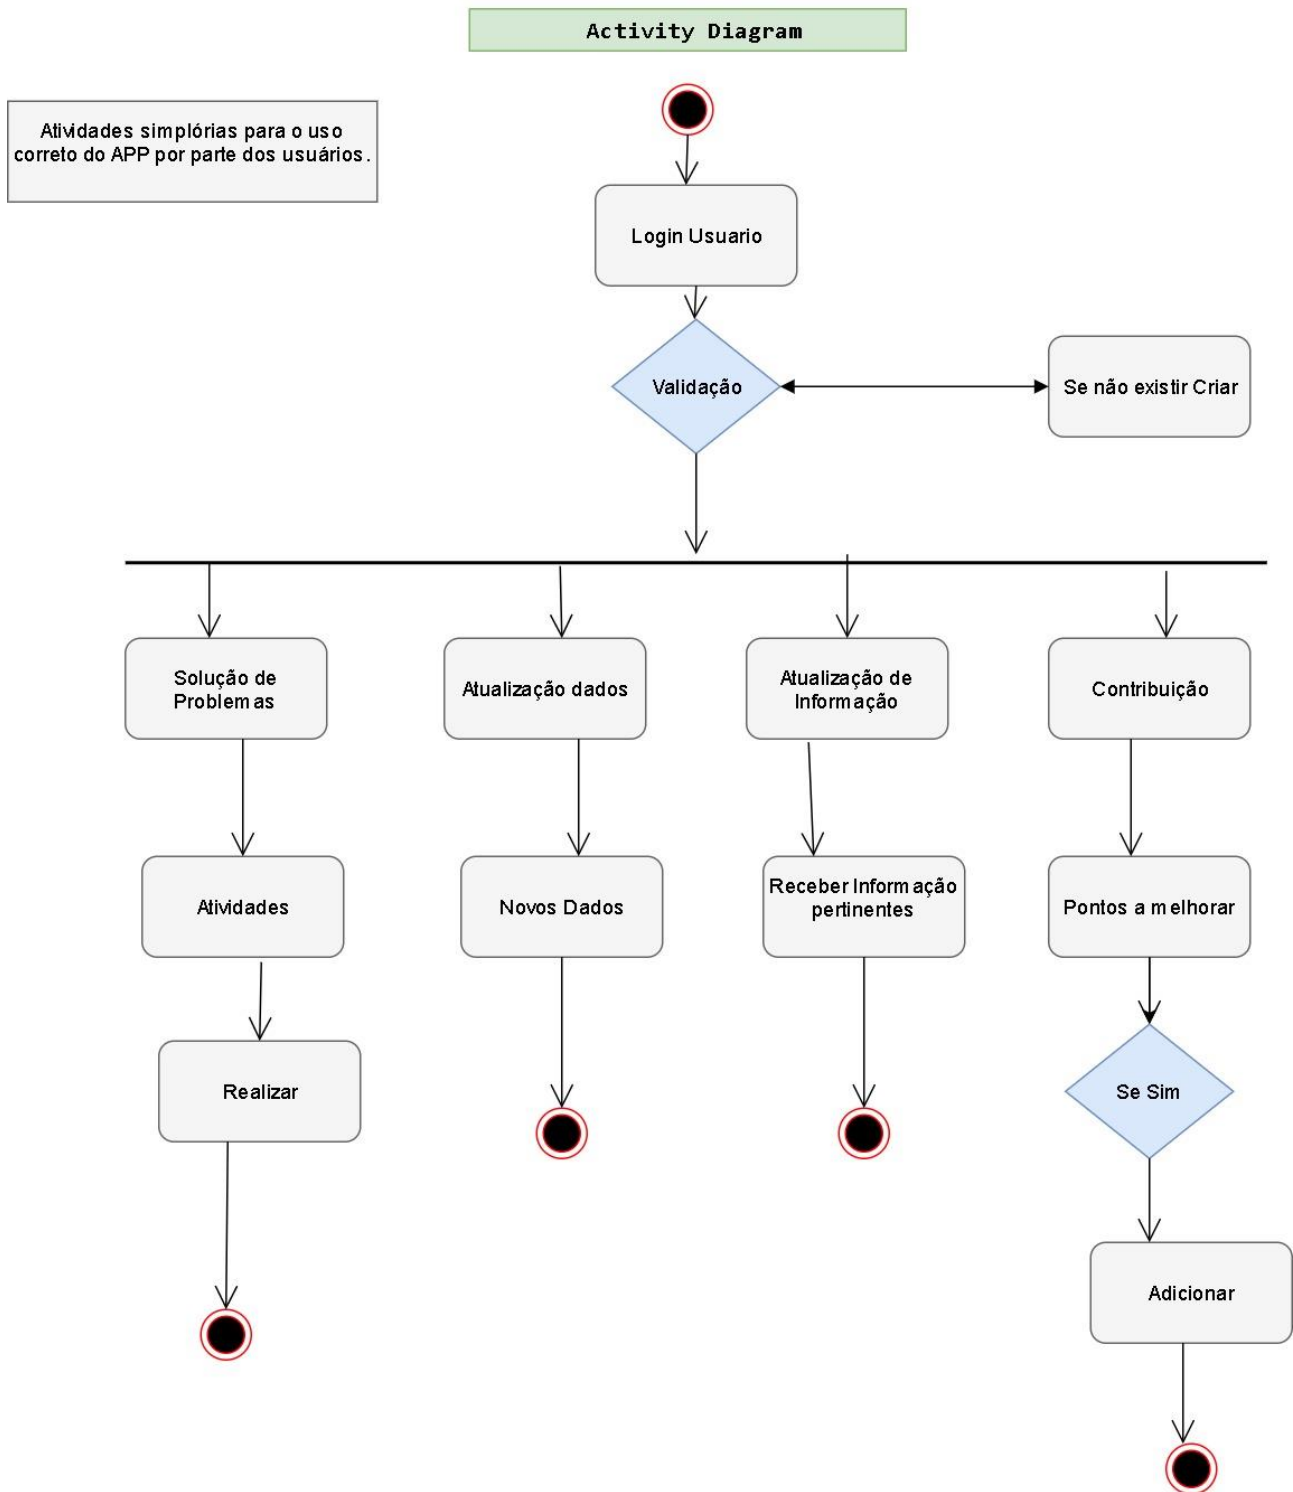 Activity Diagram
Atividades simplórias para o uso
correto do APP por parte dos usuários.
Login Usuario
Validação
Se não existir Criar
Solução de
Problemas
Atualização dados
Atualização de
Informação
Contribuição
Atividades
Novos Dados
Receber Informação
pertinentes
Pontos a melhorar
Realizar
Se Sim
Adicionar